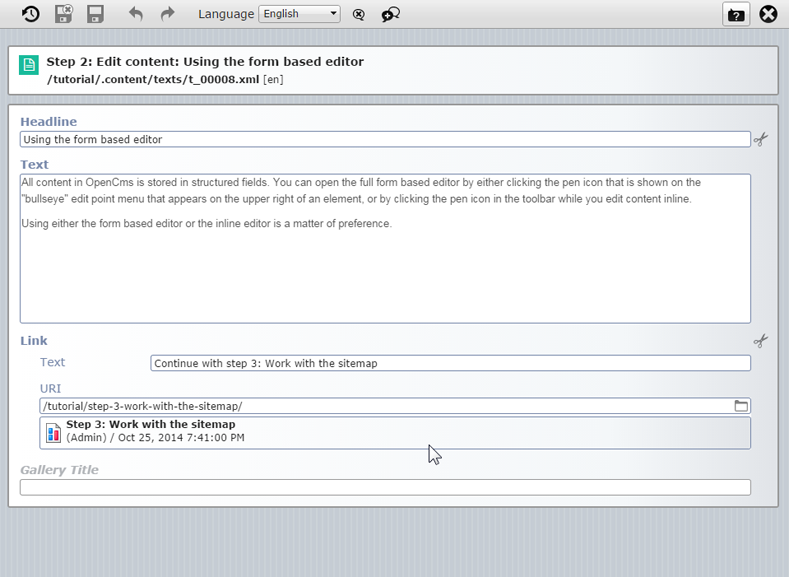 Language English
Step 2: Edit content: Using the form based editor
/tutorial/.content/texts/t_00008.xml [en]
Headline
Using the form based editor
Text
All content in OpenCms is stored in structured fields. You can open the full form based editor by either clicking the pen icon that is shown on the
"bullseye" edit point menu that appears on the upper right of an element, or by clicking the pen icon in the toolbar while you edit content inline.
Using either the form based editor or the inline editor is a matter of preference.
Link
Text Continue with step 3: Work with the sitemap
URI
/tutorial/step-3-work-with-the-sitemap/
Step 3: Work with the sitemap
(Admin) / Oct 25, 2014 7:41:00 PM
Gallery Title